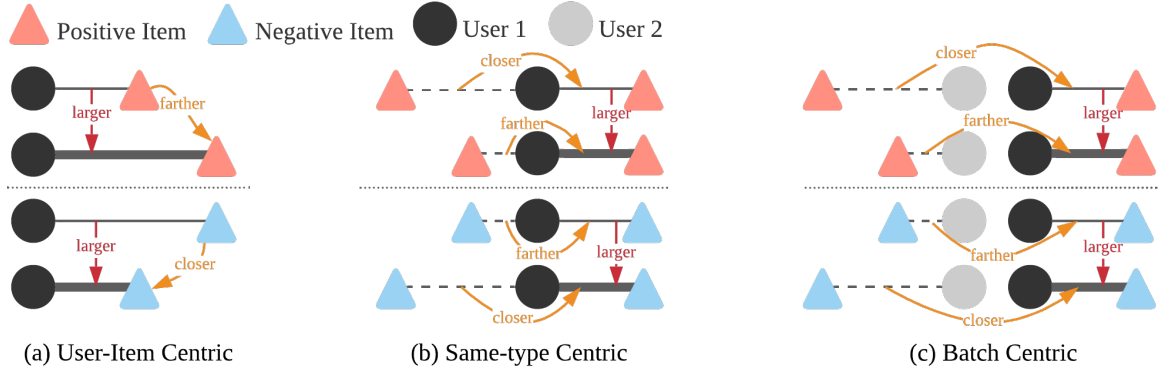 Positive Item Negative Item User 1 User 2
larger farther
closer larger farther
closer larger farther
larger closer
larger farther closer
larger farther closer
(a) User-Item Centric (b) Same-type Centric (c) Batch Centric